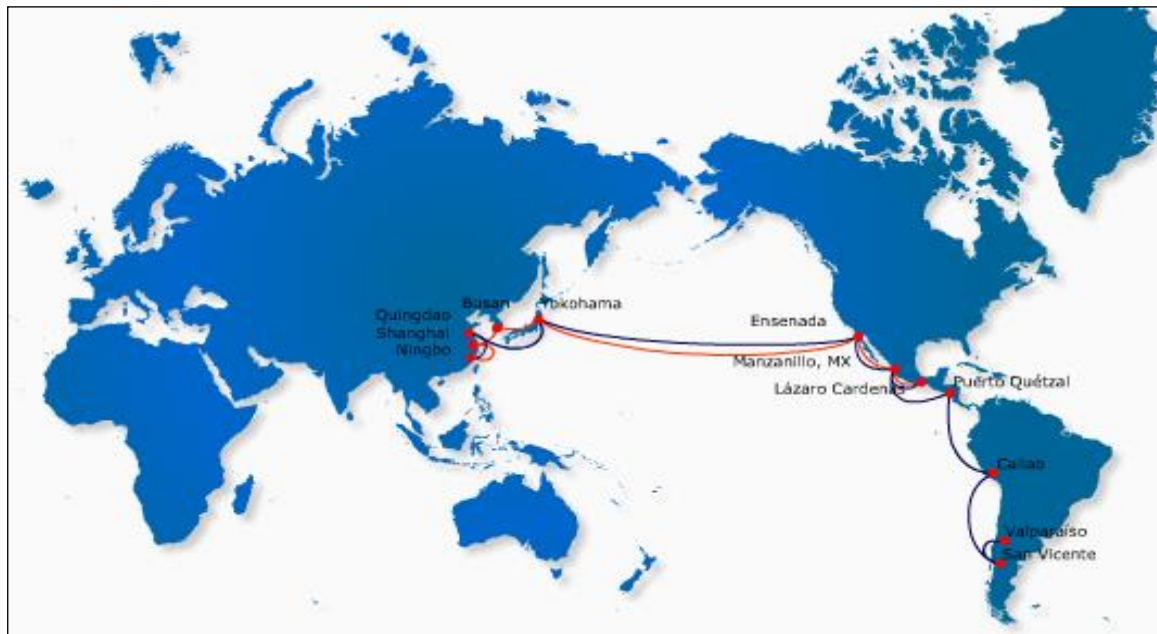 Quingdao
Busan
Yokohama
Shanghai
Ningbo
Ensenada
Manzanillo, MX
Lázaro Cardenas
Puerto Quétzal
Callao
Valparaíso
San Vicente